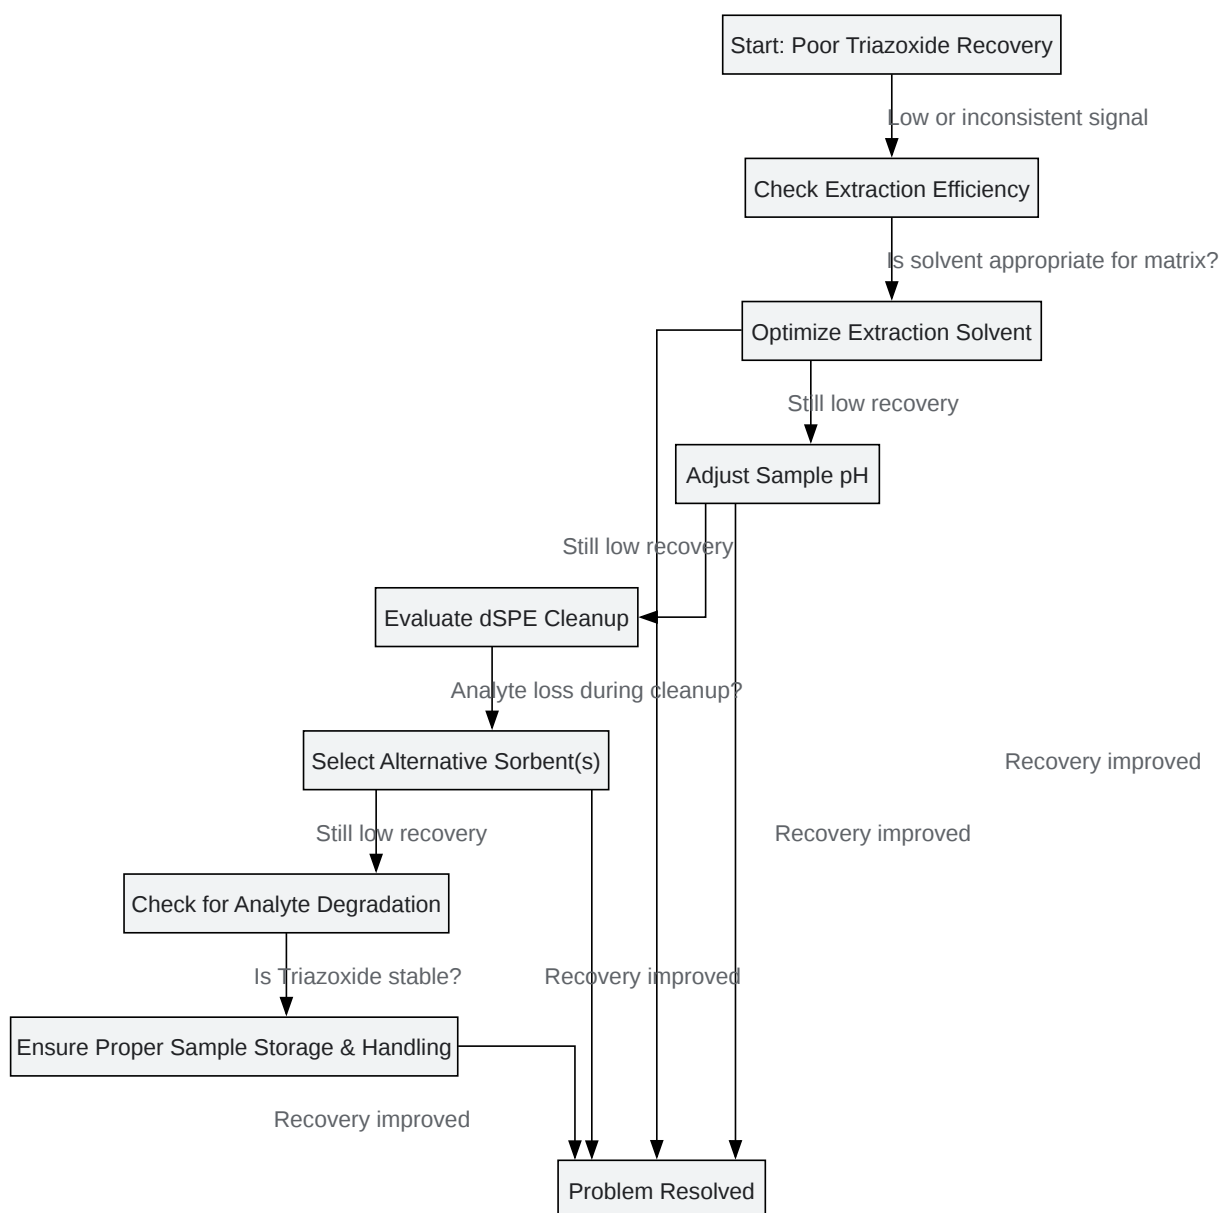 Start: Poor Triazoxide Recovery
Low or inconsistent signal
Check Extraction Efficiency
Is solvent appropriate for matrix?
Optimize Extraction Solvent
Still low recovery
Adjust Sample pH
Still low recovery
Evaluate dSPE Cleanup
Analyte loss during cleanup?
Select Alternative Sorbent(s)
Recovery improved
Still low recovery
Recovery improved
Check for Analyte Degradation
Is Triazoxide stable?
Recovery improved
Ensure Proper Sample Storage & Handling
Recovery improved
Problem Resolved